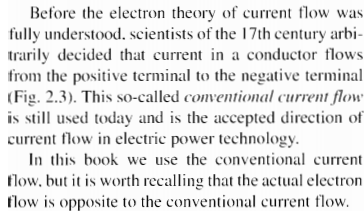 Before the electron theory of current flow was
fully understood. scientists of the 17th century arbi-
trarily decided that current in a conductor flows
from the positive terminal to the negative terminal
(Fig. 2.3). This so-called conventional current flow
is still used today and is the accepted direction of
current flow in electric power technology.
In this book we use the conventional current
flow, but it is worth recalling that the actual electron
flow is opposite to the conventional current flow.